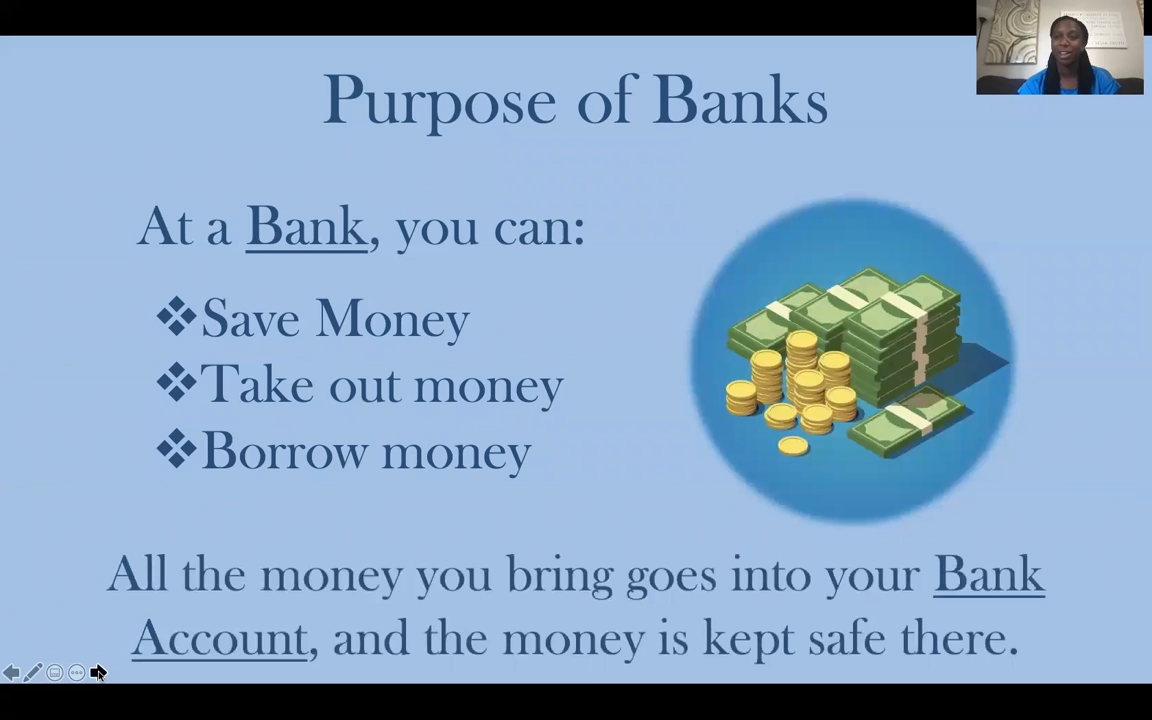 Purpose of Banks
At a Bank, you can:
❖Save Money
❖Take out money
❖Borrow money
All the money you bring goes into your Bank
Account, and the money is kept safe there.